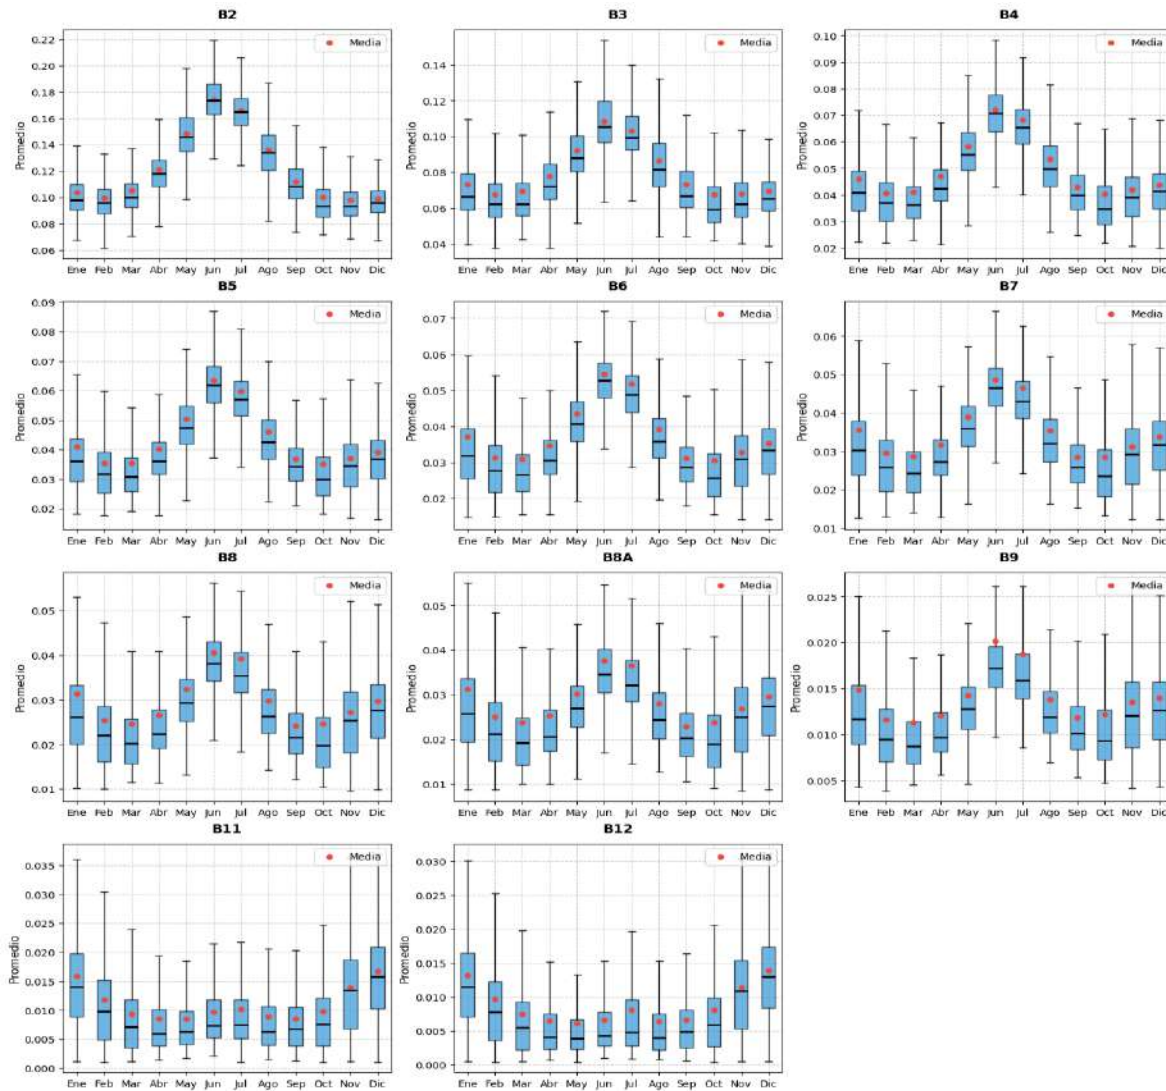 B2
Media
Promedio
0.22
0.20
0.18
0.16
0.14
0.12
0.10
0.08
0.06
Ene Feb Mar Abr May Jun Jul Ago Sep Oct Nov Dic
B3
Media
Promedio
0.14
0.12
0.10
0.08
0.06
0.04
Ene Feb Mar Abr May Jun Jul Ago Sep Oct Nov Dic
B4
Media
Promedio
0.10
0.09
0.08
0.07
0.06
0.05
0.04
0.03
0.02
Ene Feb Mar Abr May Jun Jul Ago Sep Oct Nov Dic
B5
Media
Promedio
0.09
0.08
0.07
0.06
0.05
0.04
0.03
0.02
Ene Feb Mar Abr May Jun Jul Ago Sep Oct Nov Dic
B6
Media
Promedio
0.07
0.06
0.05
0.04
0.03
0.02
Ene Feb Mar Abr May Jun Jul Ago Sep Oct Nov Dic
B7
Media
Promedio
0.06
0.05
0.04
0.03
0.02
0.01
Ene Feb Mar Abr May Jun Jul Ago Sep Oct Nov Dic
B8
Media
Promedio
0.05
0.04
0.03
0.02
0.01
Ene Feb Mar Abr May Jun Jul Ago Sep Oct Nov Dic
B8A
Media
Promedio
0.05
0.04
0.03
0.02
0.01
Ene Feb Mar Abr May Jun Jul Ago Sep Oct Nov Dic
B9
Media
Promedio
0.025
0.020
0.015
0.010
0.005
Ene Feb Mar Abr May Jun Jul Ago Sep Oct Nov Dic
B11
Media
Promedio
0.035
0.030
0.025
0.020
0.015
0.010
0.005
0.000
Ene Feb Mar Abr May Jun Jul Ago Sep Oct Nov Dic
B12
Media
Promedio
0.030
0.025
0.020
0.015
0.010
0.005
0.000
Ene Feb Mar Abr May Jun Jul Ago Sep Oct Nov Dic